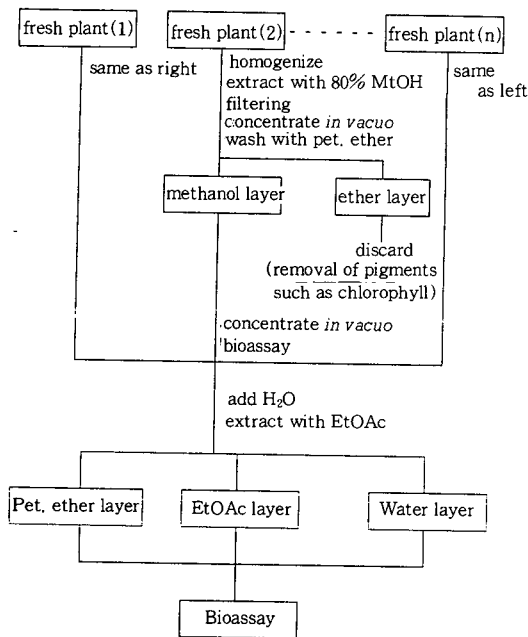 fresh plant(1)
fresh plant(2)
fresh plant(n)
same as right
homogenize
extract with 80% MtOH
filtering
concentrate in vacuo
wash with pet, ether
same
as left
methanol layer
ether layer
discard
(removal of pigments
such as chlorophyll)
concentrate in vacuo
bioassay
add H₂O
extract with EtOAc
Pet, ether layer
EtOAc layer
Water layer
Bioassay